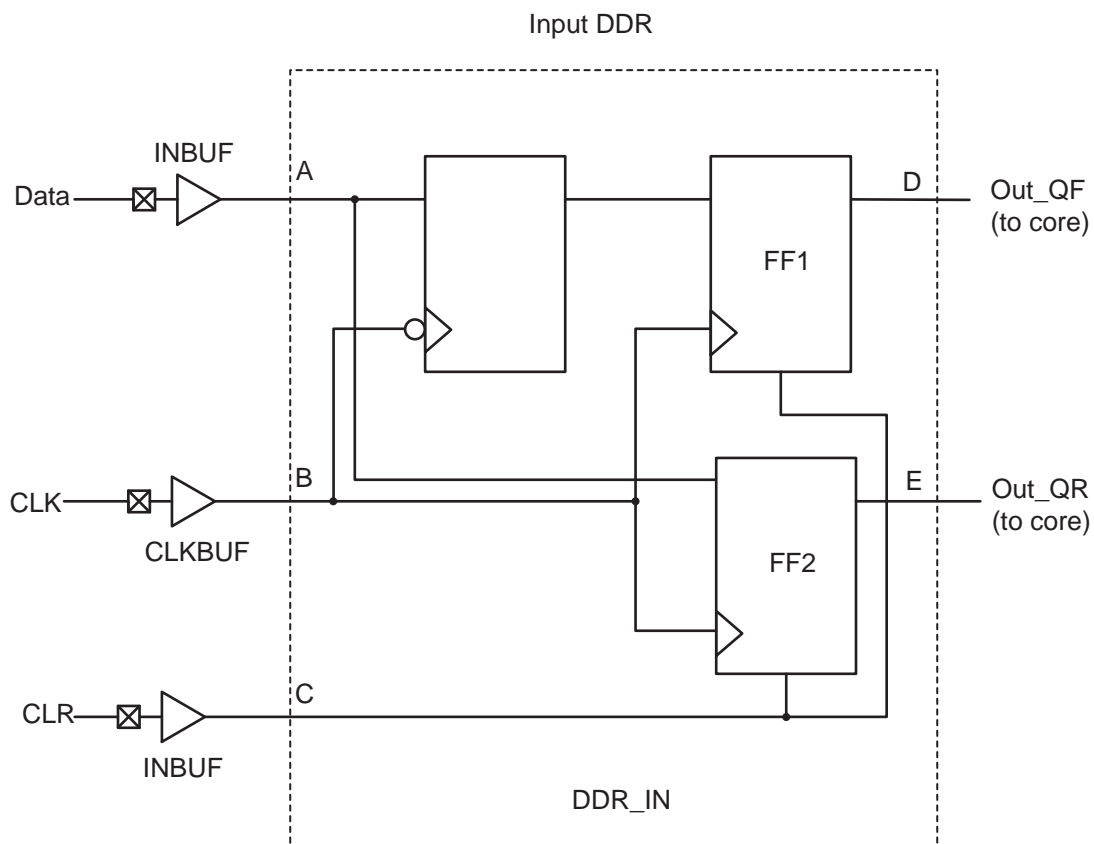 Input DDR
INBUF
A
D
Data
Out_QF
(to core)
FF1
B
E
CLK
Out_QR
(to core)
CLKBUF
FF2
C
CLR
INBUF
DDR_IN